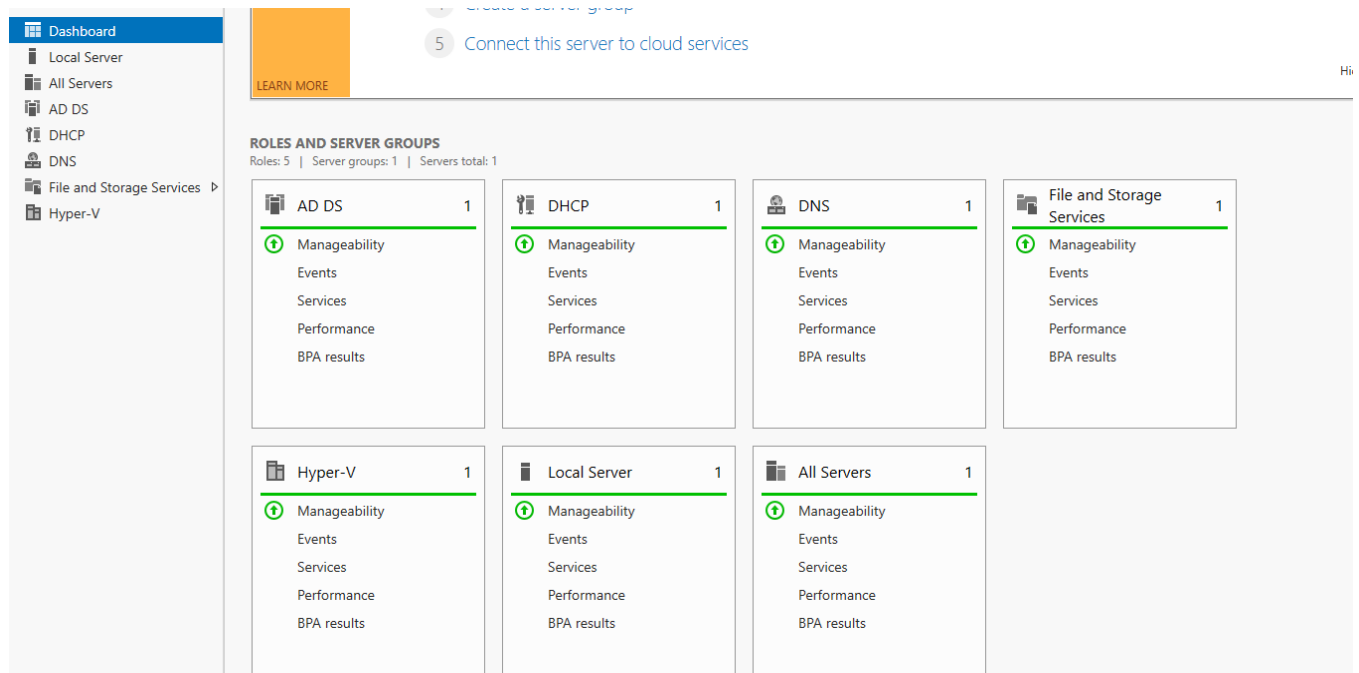 Create a server group
5 Connect this server to cloud services
LEARN MORE
Dashboard
Local Server
All Servers
AD DS
DHCP
DNS
File and Storage Services
Hyper-V
ROLES AND SERVER GROUPS
Roles: 5 | Server groups: 1 | Servers total: 1
AD DS 1
Manageability
Events
Services
Performance
BPA results
DHCP 1
Manageability
Events
Services
Performance
BPA results
DNS 1
Manageability
Events
Services
Performance
BPA results
File and Storage
Services 1
Manageability
Events
Services
Performance
BPA results
Hyper-V 1
Manageability
Events
Services
Performance
BPA results
Local Server 1
Manageability
Events
Services
Performance
BPA results
All Servers 1
Manageability
Events
Services
Performance
BPA results